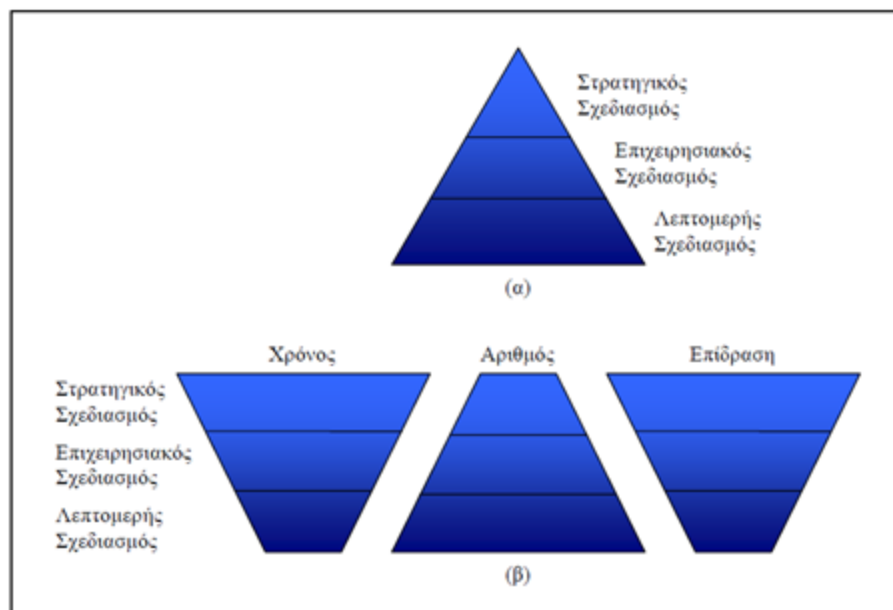 Στρατηγικός
Σχεδιασμός
Επιχειρησιακός
Σχεδιασμός
Λεπτομερής
Σχεδιασμός
(α)
Χρόνος
Αριθμός
Επίδραση
Στρατηγικός
Σχεδιασμός
Επιχειρησιακός
Σχεδιασμός
Λεπτομερής
Σχεδιασμός
(β)